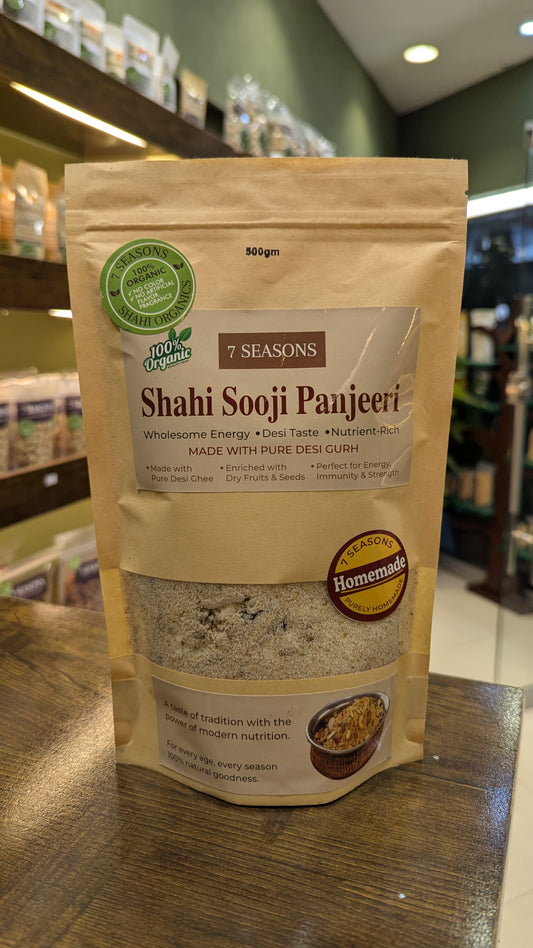 500gm
7 SEASONS
100%
ORGANIC
✓ NO COLOR
✓ NO ARTIFICIAL
FLAVOR
FRAGRANCE
SHAHI ORGANICS
100%
Organic
7 SEASONS
Shahi Sooji Panjeeri
Wholesome Energy • Desi Taste • Nutrient-Rich
MADE WITH PURE DESI GURH
• Made with
Pure Desi Ghee
• Enriched with
Dry Fruits & Seeds
• Perfect for Energy,
Immunity & Strength
7 SEASONS
Homemade
PURELY HOMEMADE
A taste of tradition with the
power of modern nutrition.
For every age, every season
100% natural goodness.